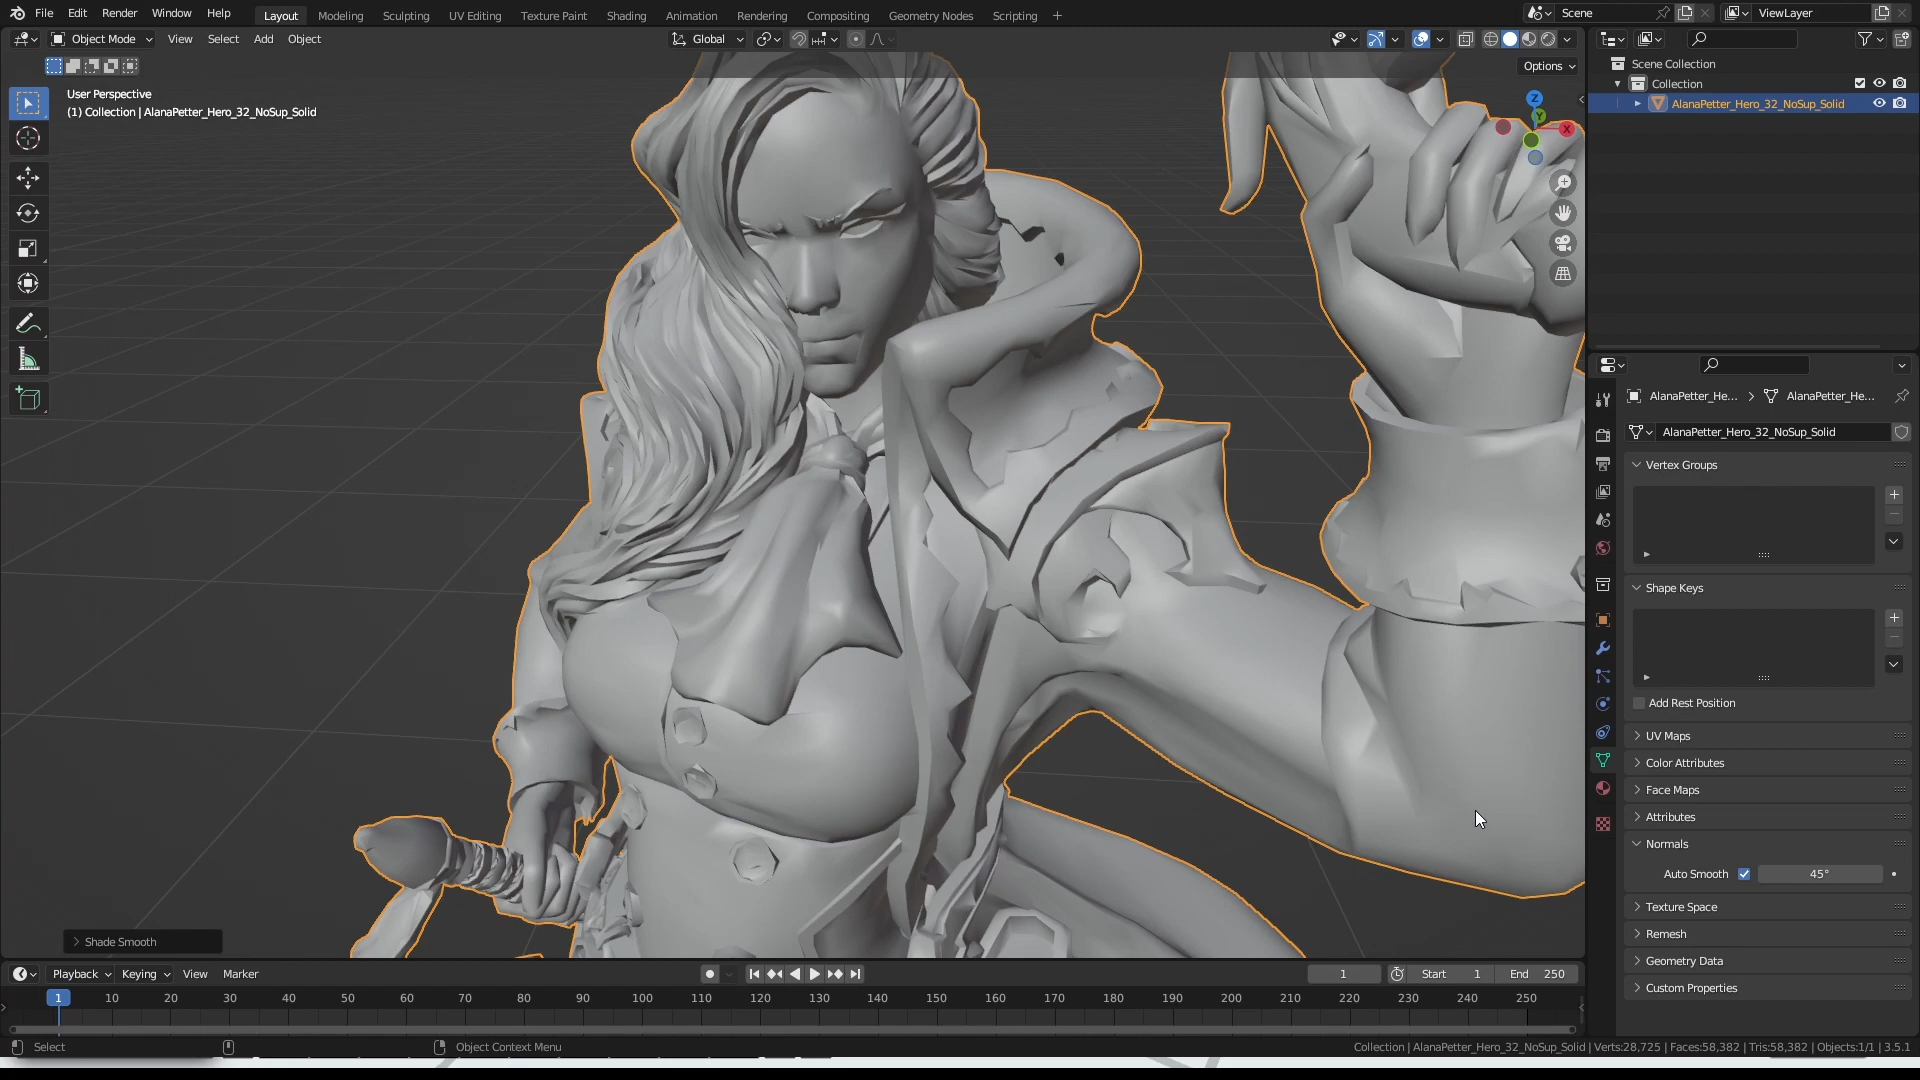 File Edit Render Window Help Layout Modeling Sculpting UV Editing Texture Paint Shading Animation Rendering Compositing Geometry Nodes Scripting + Scene ViewLayer
Object Mode View Select Add Object Global
Options
User Perspective
(1) Collection | AlanaPetter_Hero_32_NoSup_Solid
Z
Y
X
Scene Collection
Collection
AlanaPetter_Hero_32_NoSup_Solid
AlanaPetter_He... > AlanaPetter_He...
AlanaPetter_Hero_32_NoSup_Solid
Vertex Groups
Shape Keys
Add Rest Position
UV Maps
Color Attributes
Face Maps
Attributes
Normals
Auto Smooth 45°
Texture Space
Remesh
Geometry Data
Custom Properties
Shade Smooth
Playback Keying View Marker 1 Start 1 End 250
1 10 20 30 40 50 60 70 80 90 100 110 120 130 140 150 160 170 180 190 200 210 220 230 240 250
Select Object Context Menu Collection | AlanaPetter_Hero_32_NoSup_Solid | Verts:28,725 | Faces:58,382 | Tris:58,382 | Objects:1/1 | 3.5.1